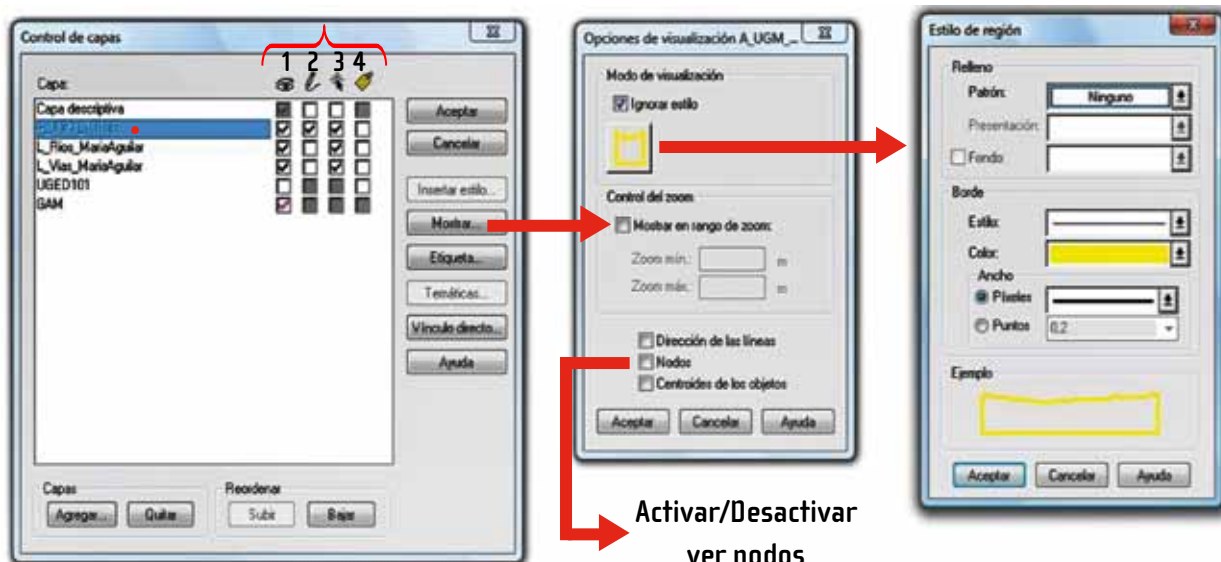 Control de capas
1 2 3 4
Capa:
Capa descriptiva
L_Rios_MariaAguilar
L_Vias_MariaAguilar
UGED101
GAM
Aceptar
Cancelar
Insertar estilo...
Mostrar...
Etiqueta...
Temáticas...
Vínculo directo...
Ayuda
Capas
Agregar...
Quitar
Reordenar
Subir
Bajar
Opciones de visualización A_UGM_...
Modo de visualización
Ignorar estilo
Control del zoom
Mostrar en rango de zoom:
Zoom mín.:
m
Zoom máx.:
m
Dirección de las líneas
Nodos
Centroides de los objetos
Aceptar
Cancelar
Ayuda
Activar/Desactivar
ver nodos
Estilo de región
Relleno
Patrón:
Ninguno
Presentación:
Fondo
Borde
Estilo:
Color:
Ancho
Píxeles
Puntos
0.2
Ejemplo
Aceptar
Cancelar
Ayuda